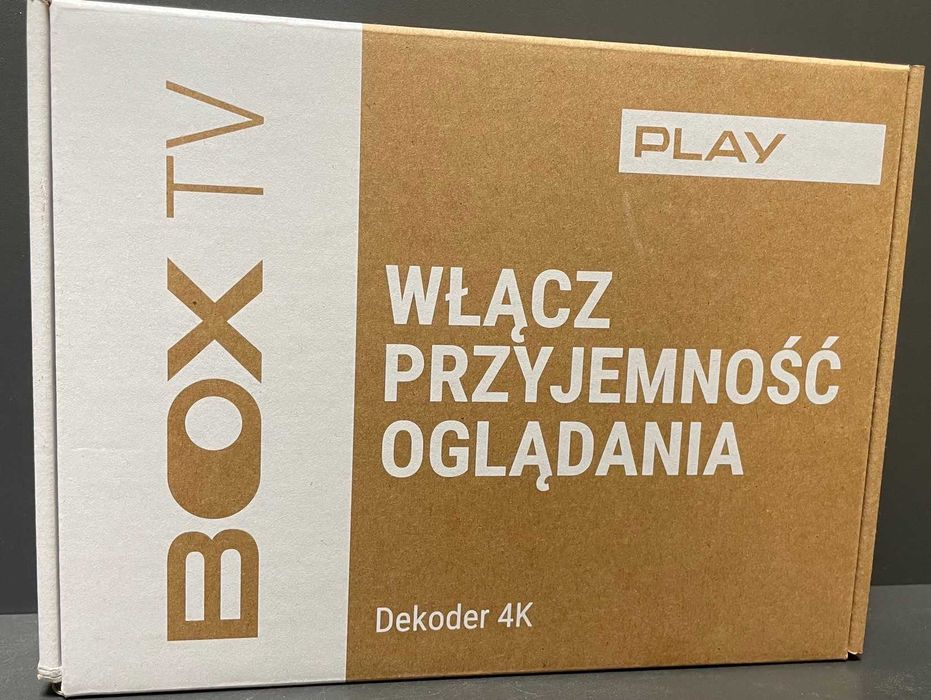 BOX TV
PLAY
WŁĄCZ
PRZYJEMNOŚĆ
OGLĄDANIA
Dekoder 4K